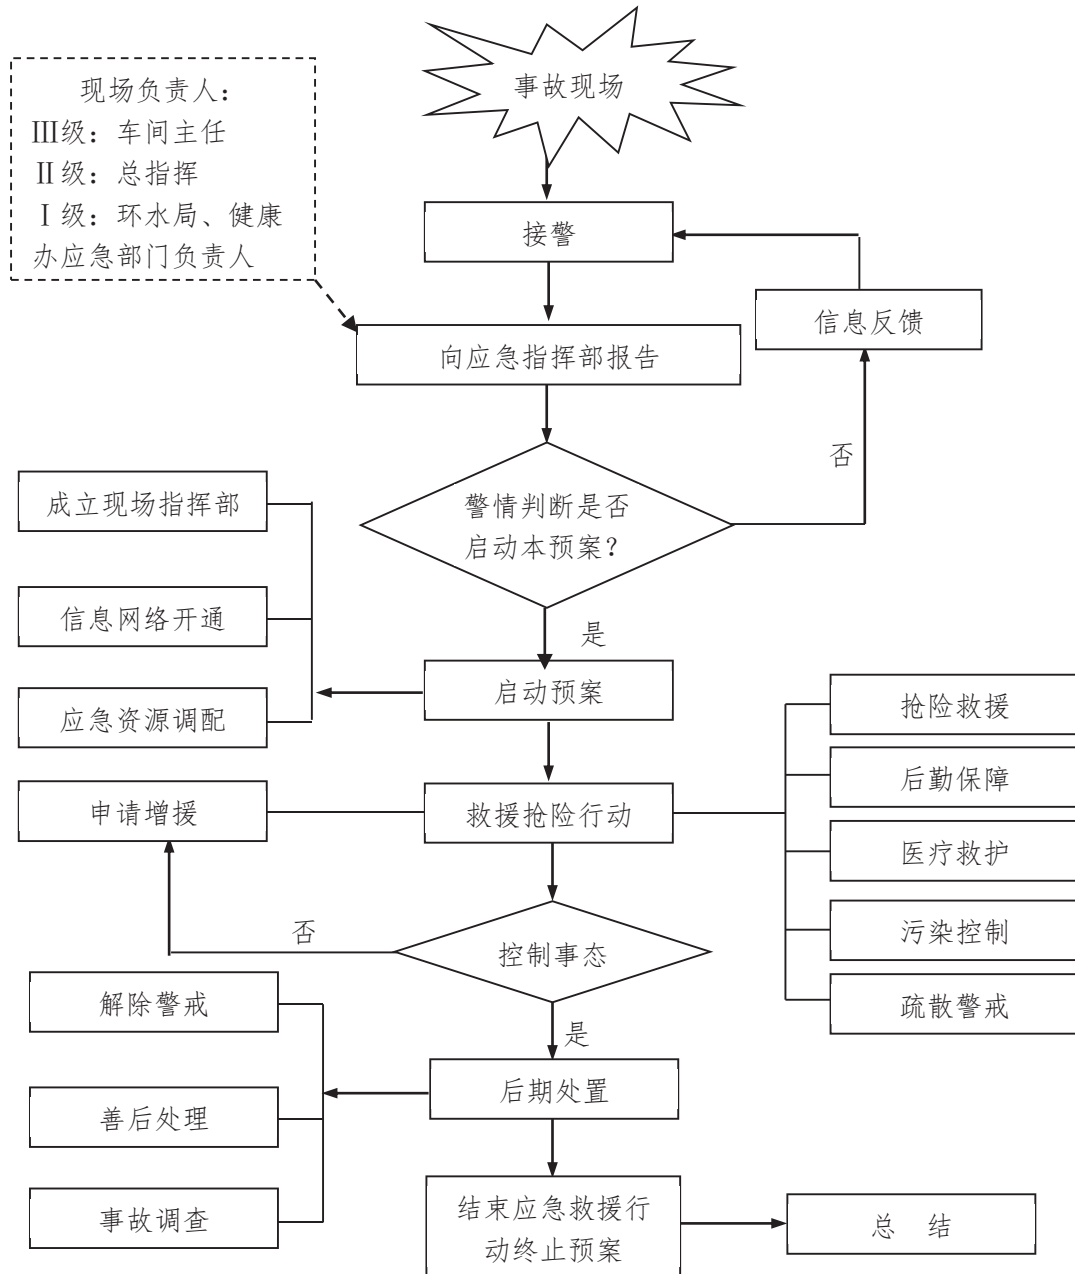 事故现场
现场负责人：
Ⅲ级：车间主任
Ⅱ级：总指挥
Ⅰ级：环水局、健康
办应急部门负责人
接警
信息反馈
向应急指挥部报告
否
警情判断是否
启动本预案？
成立现场指挥部
信息网络开通
应急资源调配
是
启动预案
抢险救援
后勤保障
医疗救护
污染控制
疏散警戒
申请增援
救援抢险行动
否
控制事态
是
解除警戒
善后处理
事故调查
后期处置
结束应急救援行
动终止预案
总 结